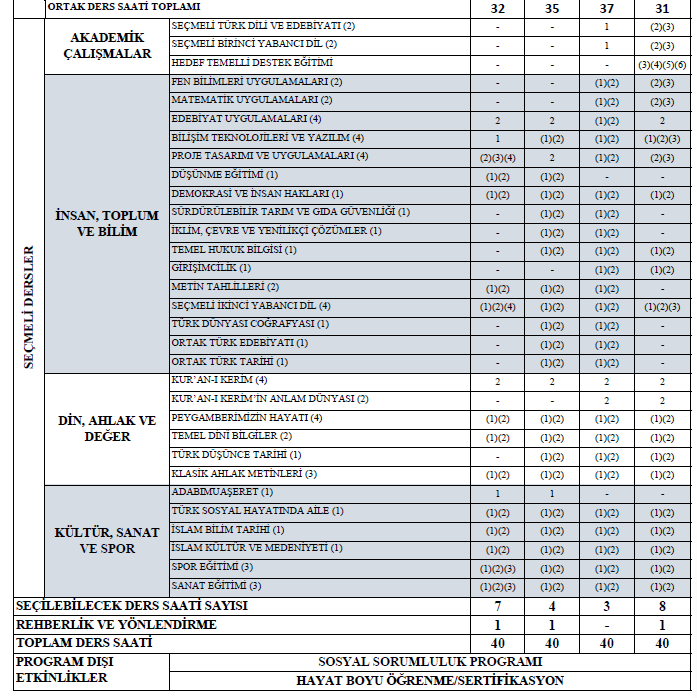 ORTAK DERS SAATİ TOPLAMI 32 35 37 31
SEÇMELİ DERSLER
AKADEMİK ÇALIŞMALAR
SEÇMELİ TÜRK DİLİ VE EDEBİYATI (2) - - 1 (2)(3)
SEÇMELİ BİRİNCİ YABANCI DİL (2) - - 1 (2)(3)
HEDEF TEMELLİ DESTEK EĞİTİMİ - - - (3)(4)(5)(6)
İNSAN, TOPLUM VE BİLİM
FEN BİLİMLERİ UYGULAMALARI (2) - - (1)(2) (2)(3)
MATEMATİK UYGULAMALARI (2) - - (1)(2) (2)(3)
EDEBİYAT UYGULAMALARI (4) 2 2 (1)(2) 2
BİLİŞİM TEKNOLOJİLERİ VE YAZILIM (4) 1 (1)(2) (1)(2) (1)(2)(3)
PROJE TASARIMI VE UYGULAMALARI (4) (2)(3)(4) 2 (1)(2) (2)(3)
DÜŞÜNME EĞİTİMİ (1) (1)(2) (1)(2) - -
DEMOKRASİ VE İNSAN HAKLARI (1) (1)(2) (1)(2) (1)(2) (1)(2)
SÜRDÜRÜLEBİLİR TARIM VE GIDA GÜVENLİĞİ (1) - (1)(2) (1)(2) -
İKLİM, ÇEVRE VE YENİLİKÇİ ÇÖZÜMLER (1) - (1)(2) (1)(2) -
TEMEL HUKUK BİLGİSİ (1) - (1)(2) (1)(2) (1)(2)
GİRİŞİMCİLİK (1) - - (1)(2) (1)(2)
METİN TAHLİLLERİ (2) (1)(2) (1)(2) (1)(2) -
SEÇMELİ İKİNCİ YABANCI DİL (4) (1)(2)(4) (1)(2) (1)(2) (1)(2)(3)
TÜRK DÜNYASI COĞRAFYASI (1) - (1)(2) (1)(2) -
ORTAK TÜRK EDEBİYATI (1) - (1)(2) (1)(2) -
ORTAK TÜRK TARİHİ (1) - (1)(2) (1)(2) -
DİN, AHLAK VE DEĞER
KUR'AN-I KERİM (4) 2 2 2 2
KUR'AN-I KERİM'İN ANLAM DÜNYASI (2) - - 2 2
PEYGAMBERİMİZİN HAYATI (4) (1)(2) (1)(2) (1)(2) (1)(2)
TEMEL DİNİ BİLGİLER (2) (1)(2) (1)(2) (1)(2) (1)(2)
TÜRK DÜŞÜNCE TARİHİ (1) - (1)(2) (1)(2) (1)(2)
KLASİK AHLAK METİNLERİ (3) (1)(2) (1)(2) (1)(2) (1)(2)
KÜLTÜR, SANAT VE SPOR
ADABIMUAŞERET (1) 1 1 - -
TÜRK SOSYAL HAYATINDA AİLE (1) (1)(2) (1)(2) (1)(2) (1)(2)
İSLAM BİLİM TARİHİ (1) (1)(2) (1)(2) (1)(2) (1)(2)
İSLAM KÜLTÜR VE MEDENİYETİ (1) (1)(2) (1)(2) (1)(2) (1)(2)
SPOR EĞİTİMİ (3) (1)(2)(3) (1)(2) (1)(2) (1)(2)
SANAT EĞİTİMİ (3) (1)(2)(3) (1)(2) (1)(2) (1)(2)
SEÇİLEBİLECEK DERS SAATİ SAYISI 7 4 3 8
REHBERLİK VE YÖNLENDİRME 1 1 - 1
TOPLAM DERS SAATİ 40 40 40 40
PROGRAM DIŞI ETKİNLİKLER
SOSYAL SORUMLULUK PROGRAMI
HAYAT BOYU ÖĞRENME/SERTİFİKASYON